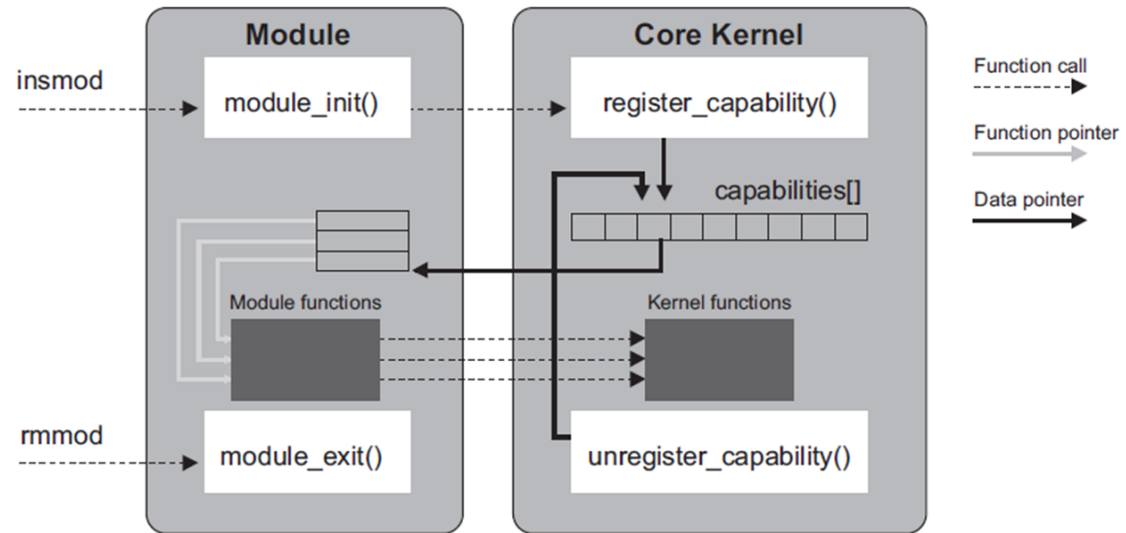 Module
Core Kernel
insmod
module_init()
register_capability()
Function call
Function pointer
Data pointer
capabilities[]
Module functions
Kernel functions
rmmod
module_exit()
unregister_capability()